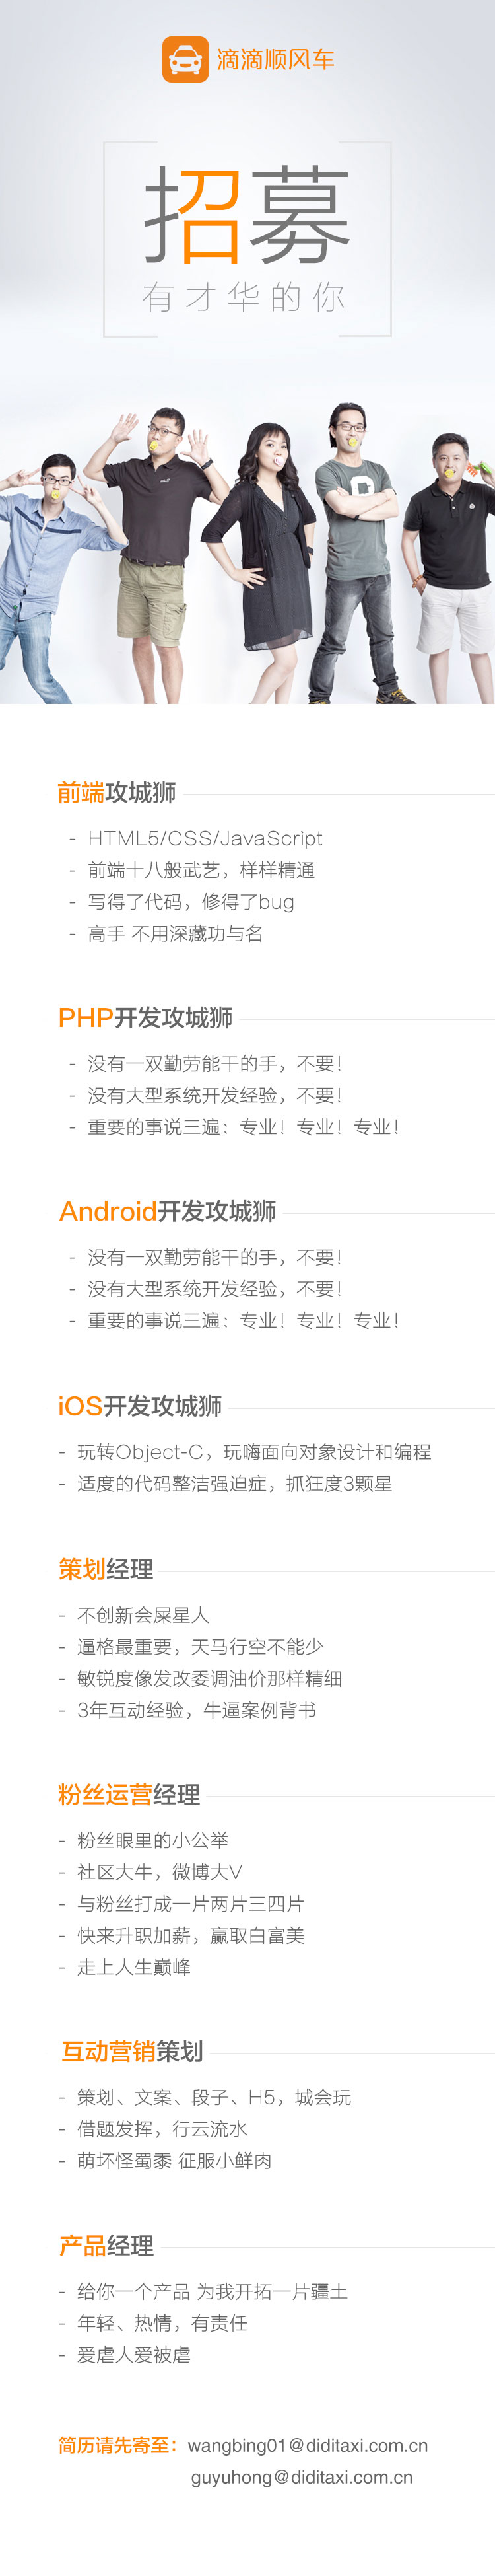 滴滴顺风车
招募
有才华的你
前端攻城狮
- HTML5/CSS/JavaScript
- 前端十八般武艺，样样精通
- 写得了代码，修得了bug
- 高手 不用深藏功与名
PHP开发攻城狮
- 没有一双勤劳能干的手，不要！
- 没有大型系统开发经验，不要！
- 重要的事说三遍：专业！专业！专业！
Android开发攻城狮
- 没有一双勤劳能干的手，不要！
- 没有大型系统开发经验，不要！
- 重要的事说三遍：专业！专业！专业！
iOS开发攻城狮
- 玩转Object-C，玩嗨面向对象设计和编程
- 适度的代码整洁强迫症，抓狂度3颗星
策划经理
- 不创新会屎星人
- 逼格最重要，天马行空不能少
- 敏锐度像发改委调油价那样精细
- 3年互动经验，牛逼案例背书
粉丝运营经理
- 粉丝眼里的小公举
- 社区大牛，微博大V
- 与粉丝打成一片两片三四片
- 快来升职加薪，赢取白富美
- 走上人生巅峰
互动营销策划
- 策划、文案、段子、H5，城会玩
- 借题发挥，行云流水
- 萌坏怪蜀黍 征服小鲜肉
产品经理
- 给你一个产品 为我开拓一片疆土
- 年轻、热情，有责任
- 爱虐人爱被虐
简历请先寄至：wangbing01@diditaxi.com.cn
guyuhong@diditaxi.com.cn